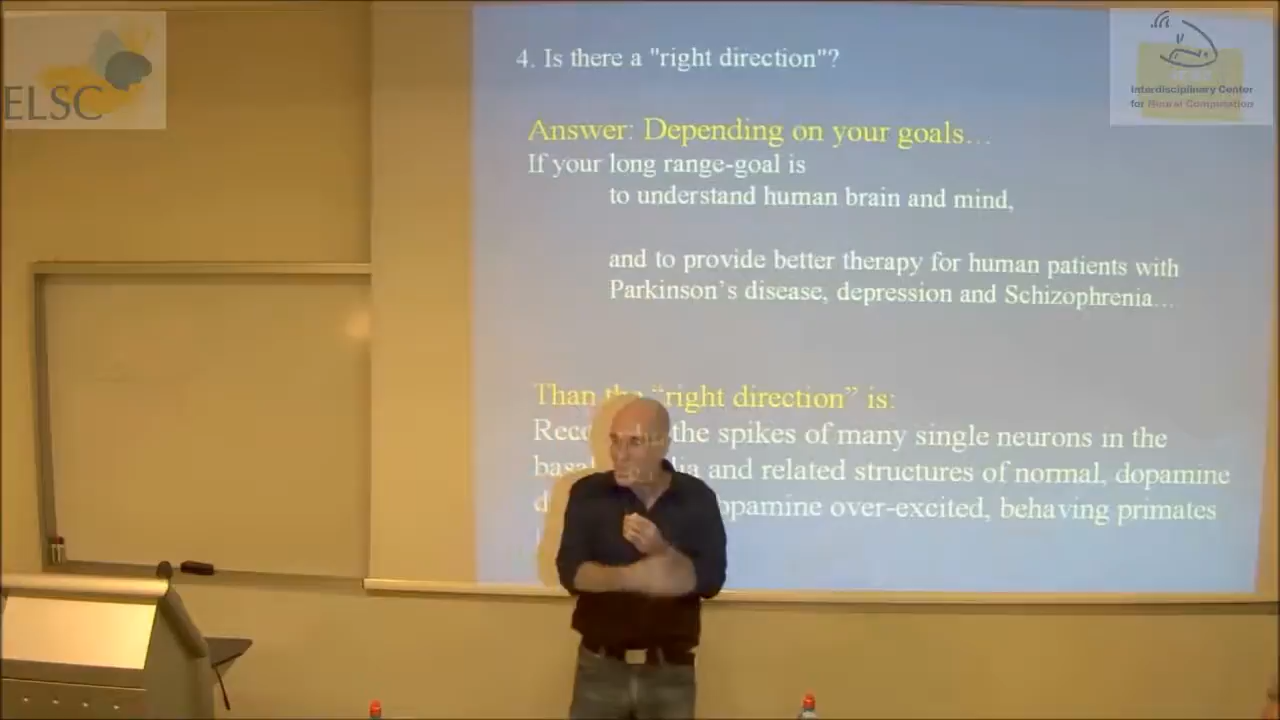 ELSC
Interdisciplinary Center
for Neural Computation
4. Is there a "right direction"?
Answer: Depending on your goals…
If your long range-goal is
to understand human brain and mind,
and to provide better therapy for human patients with
Parkinson's disease, depression and Schizophrenia…
Than the “right direction” is:
the spikes of many single neurons in the
and related structures of normal, dopamine
over-excited, behaving primates